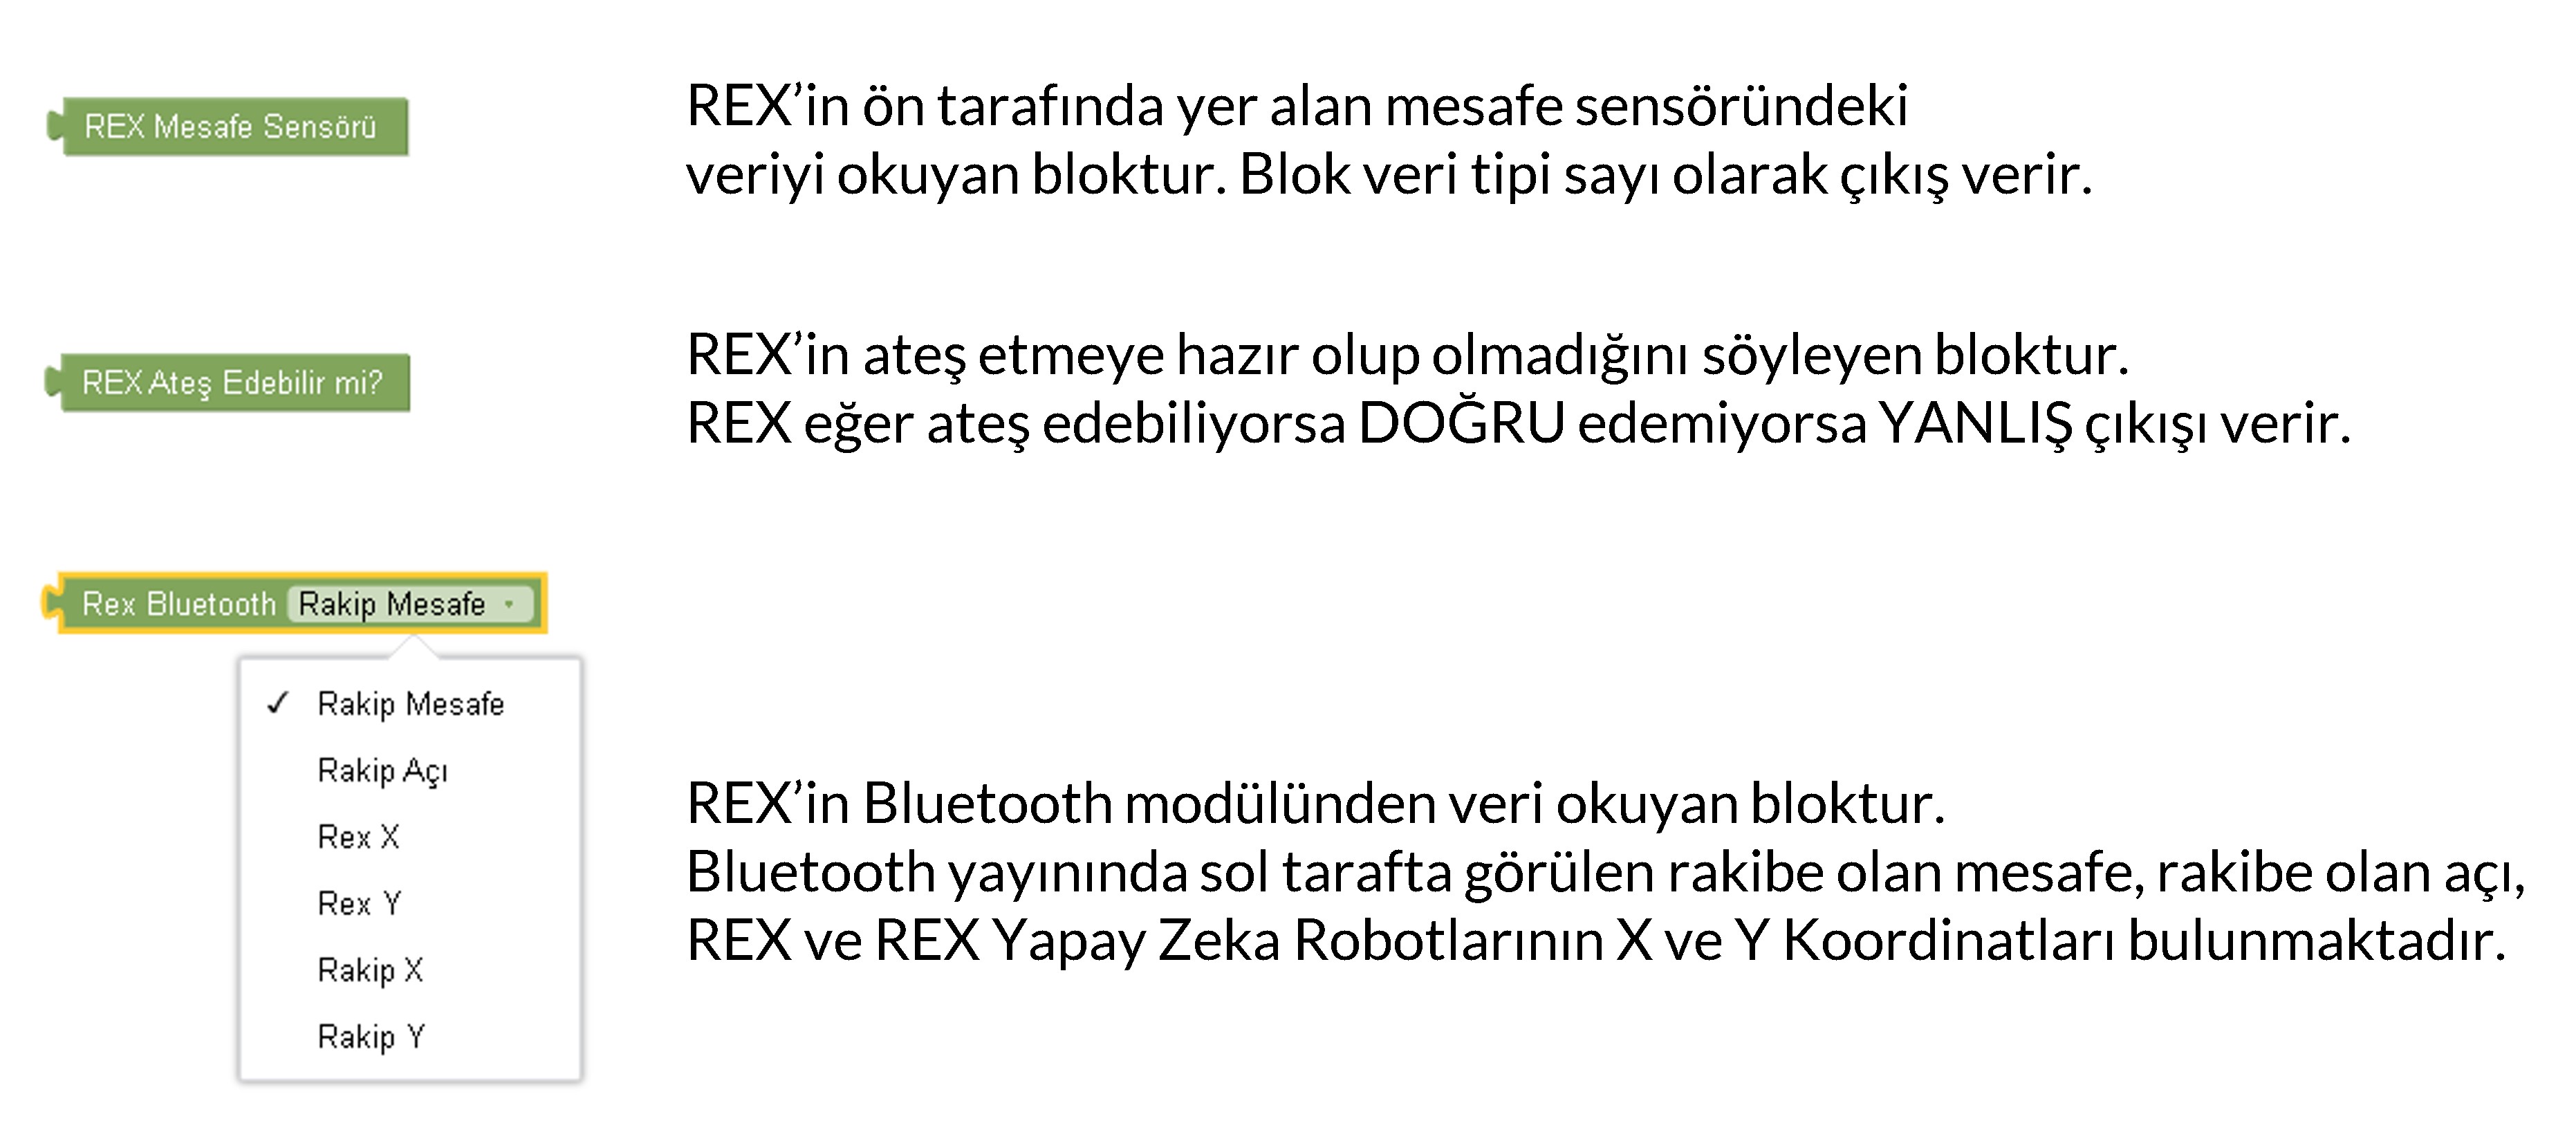 REX Mesafe Sensörü
REX’in ön tarafında yer alan mesafe sensöründeki
veriyi okuyan bloktur. Blok veri tipi sayı olarak çıkış verir.
REX Ateş Edebilir mi?
REX’in ateş etmeye hazır olup olmadığını söyleyen bloktur.
REX eğer ateş edebiliyorsa DOĞRU edemiyorsa YANLIŞ çıkışı verir.
Rex Bluetooth Rakip Mesafe
✓ Rakip Mesafe
Rakip Açı
Rex X
Rex Y
Rakip X
Rakip Y
REX’in Bluetooth modülünden veri okuyan bloktur.
Bluetooth yayınında sol tarafta görülen rakibe olan mesafe, rakibe olan açı,
REX ve REX Yapay Zeka Robotlarının X ve Y Koordinatları bulunmaktadır.